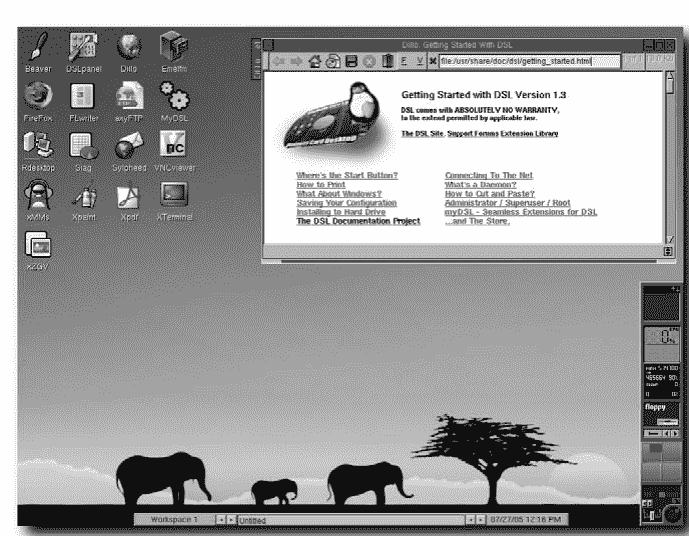 Beaver DSLpanel Dillo Emelfm
FireFox FLwriter axyFTP MyDSL
Rdesktop Siag Sylpheed VNCviewer
xMMs Xpaint Xpdf XTerminal
XZGV
Dillo: Getting Started With DSL
file:/usr/share/doc/dsl/getting_started.html
Getting Started with DSL Version 1.3
DSL comes with ABSOLUTELY NO WARRANTY,
to the extend permitted by applicable law.
The DSL Site, Support Forums Extension Library
Where's the Start Button?
How to Print
What About Windows?
Saving Your Configuration
Installing to Hard Drive
The DSL Documentation Project
Connecting To The Net
What's a Daemon?
How to Cut and Paste?
Administrator / Superuser / Root
myDSL - Seamless Extensions for DSL
...and The Store.
floppy
Workspace 1
Untitled
07/27/05 12:16 PM